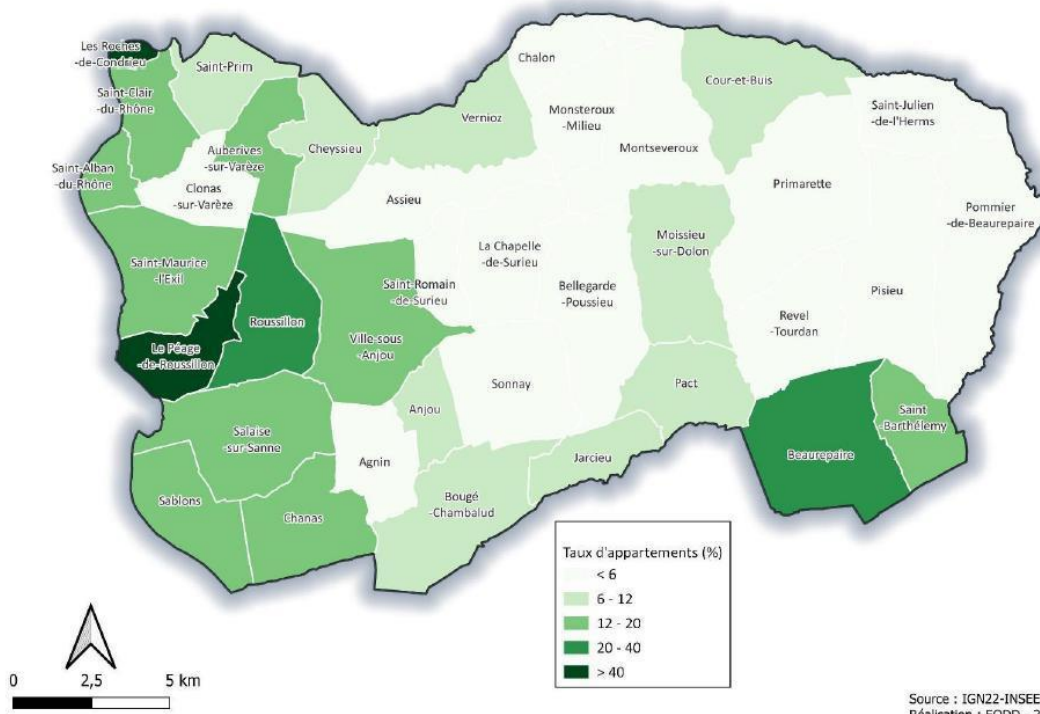 Les Roches
-de-Condrieu
Saint-Prim
Chalon
Cour-et-Buis
Saint-Clair
-du-Rhône
Vernioz
Monsteroux
-Milieu
Saint-Julien
-de-l'Herms
Auberives
-sur-Varèze
Cheyssieu
Montseveroux
Saint-Alban
-du-Rhône
Clonas
-sur-Varèze
Primarette
Assieu
Pommier
-de-Beaurepaire
Saint-Maurice
-l'Exil
La Chapelle
-de-Surieu
Moissieu
-sur-Dolon
Saint-Romain
-de-Surieu
Bellegarde
-Poussieu
Pisieu
Roussillon
Ville-sous
-Anjou
Revel
-Tourdan
Le Péage
-de-Roussillon
Sonnay
Pact
Anjou
Saint
-Barthélemy
Salaise
-sur-Sanne
Agnin
Jarcieu
Beaurepaire
Sablons
Chanas
Bougé
-Chambalud
Taux d'appartements (%)
< 6
6 - 12
12 - 20
20 - 40
> 40
0 2,5 5 km
Source : IGN22-INSEE
Réalisation : EODD - 2